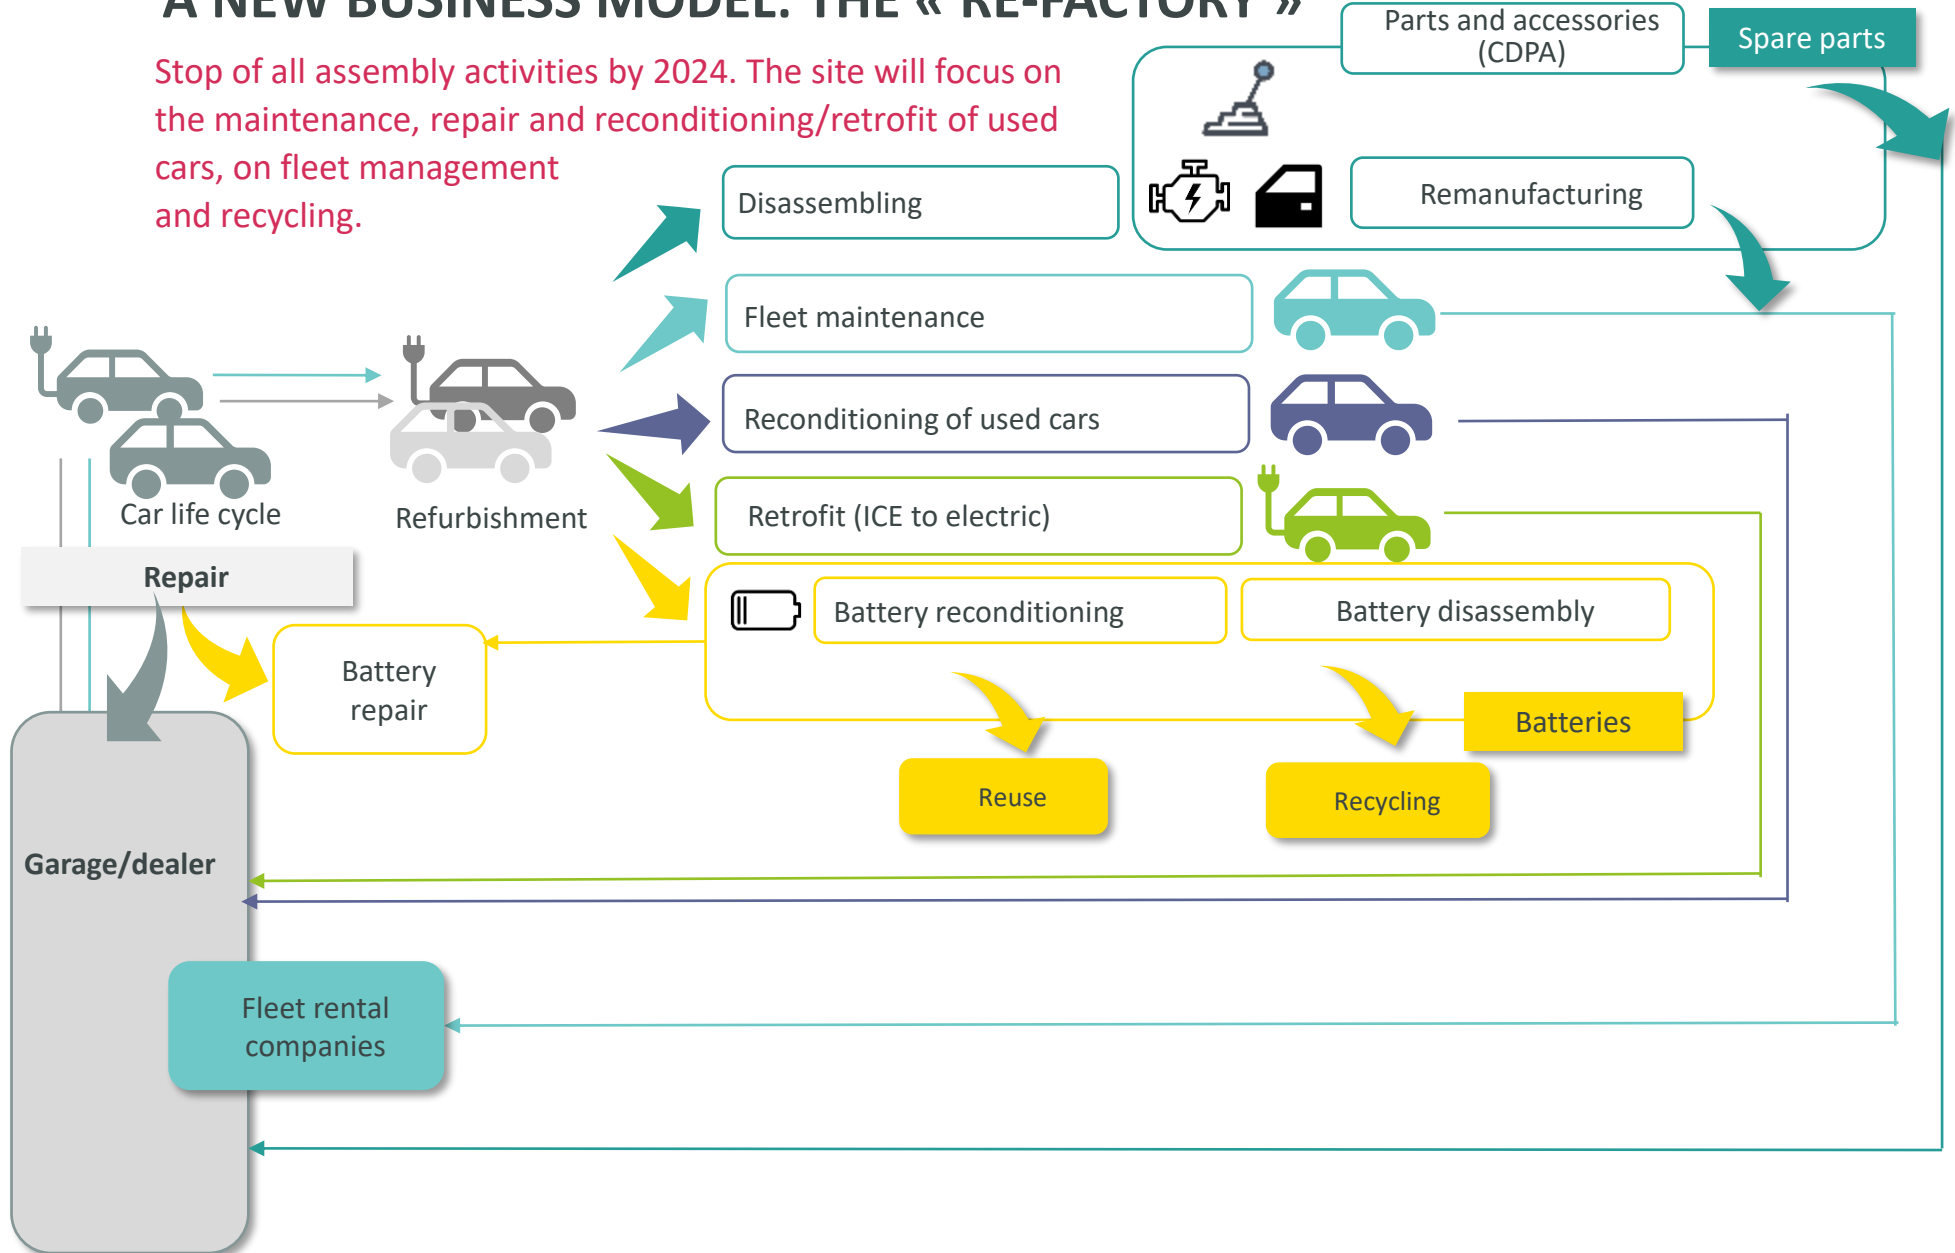 A NEW BUSINESS MODEL: THE « RE-FACTORY »
Stop of all assembly activities by 2024. The site will focus on
the maintenance, repair and reconditioning/retrofit of used
cars, on fleet management
and recycling.
Parts and accessories
(CDPA)
Spare parts
Disassembling
Remanufacturing
Fleet maintenance
Reconditioning of used cars
Car life cycle
Refurbishment
Retrofit (ICE to electric)
Repair
Battery reconditioning
Battery disassembly
Battery
repair
Batteries
Reuse
Recycling
Garage/dealer
Fleet rental
companies